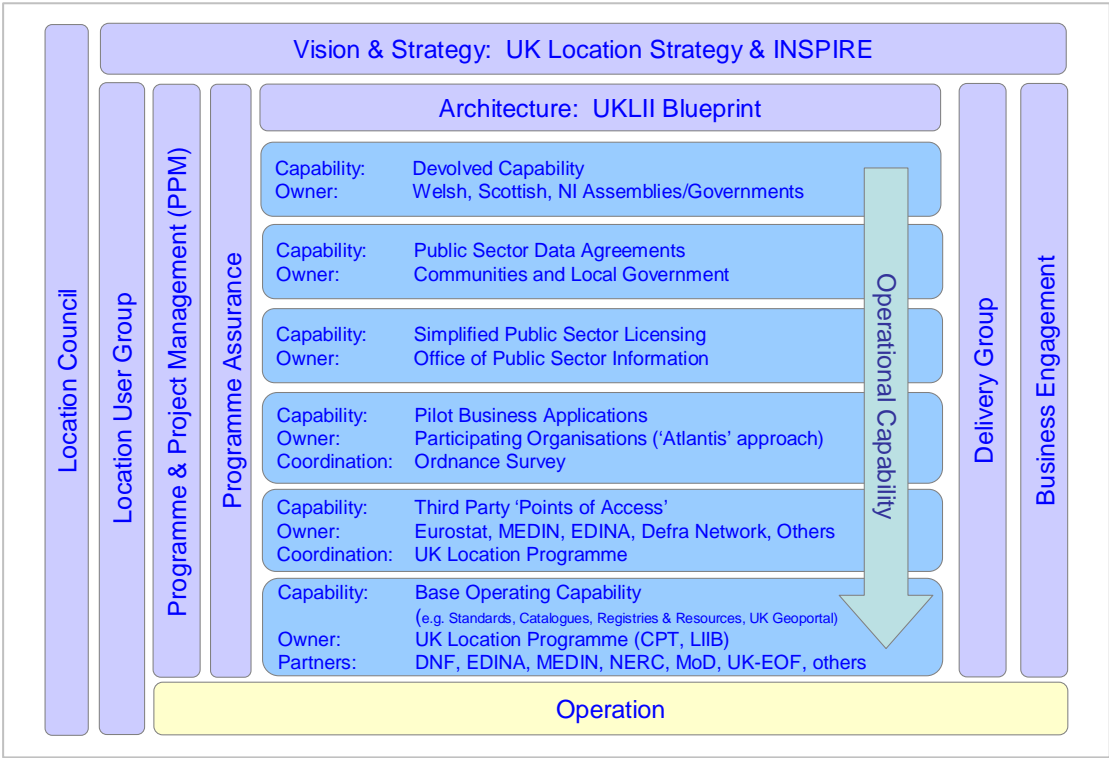 Vision & Strategy: UK Location Strategy & INSPIRE
Location Council
Location User Group
Programme & Project Management (PPM)
Programme Assurance
Architecture: UKLII Blueprint
Capability: Devolved Capability
Owner: Welsh, Scottish, NI Assemblies/Governments
Capability: Public Sector Data Agreements
Owner: Communities and Local Government
Capability: Simplified Public Sector Licensing
Owner: Office of Public Sector Information
Capability: Pilot Business Applications
Owner: Participating Organisations (‘Atlantis’ approach)
Coordination: Ordnance Survey
Capability: Third Party ‘Points of Access’
Owner: Eurostat, MEDIN, EDINA, Defra Network, Others
Coordination: UK Location Programme
Capability: Base Operating Capability
(e.g. Standards, Catalogues, Registries & Resources, UK Geoportal)
Owner: UK Location Programme (CPT, LIIB)
Partners: DNF, EDINA, MEDIN, NERC, MoD, UK-EOF, others
Operational Capability
Delivery Group
Business Engagement
Operation